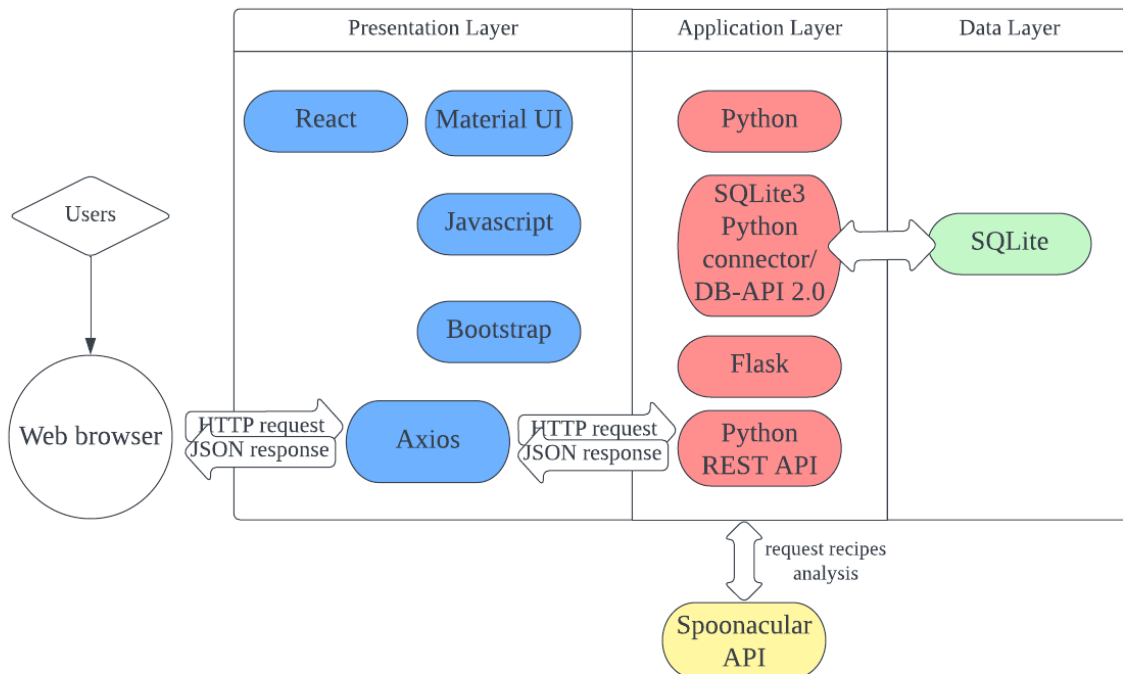 Presentation Layer
Application Layer
Data Layer
React
Material UI
Python
Users
Javascript
SQLite3
Python
connector/
DB-API 2.0
SQLite
Bootstrap
Flask
Web browser
HTTP request
JSON response
Axios
HTTP request
JSON response
Python
REST API
request recipes
analysis
Spoonacular
API